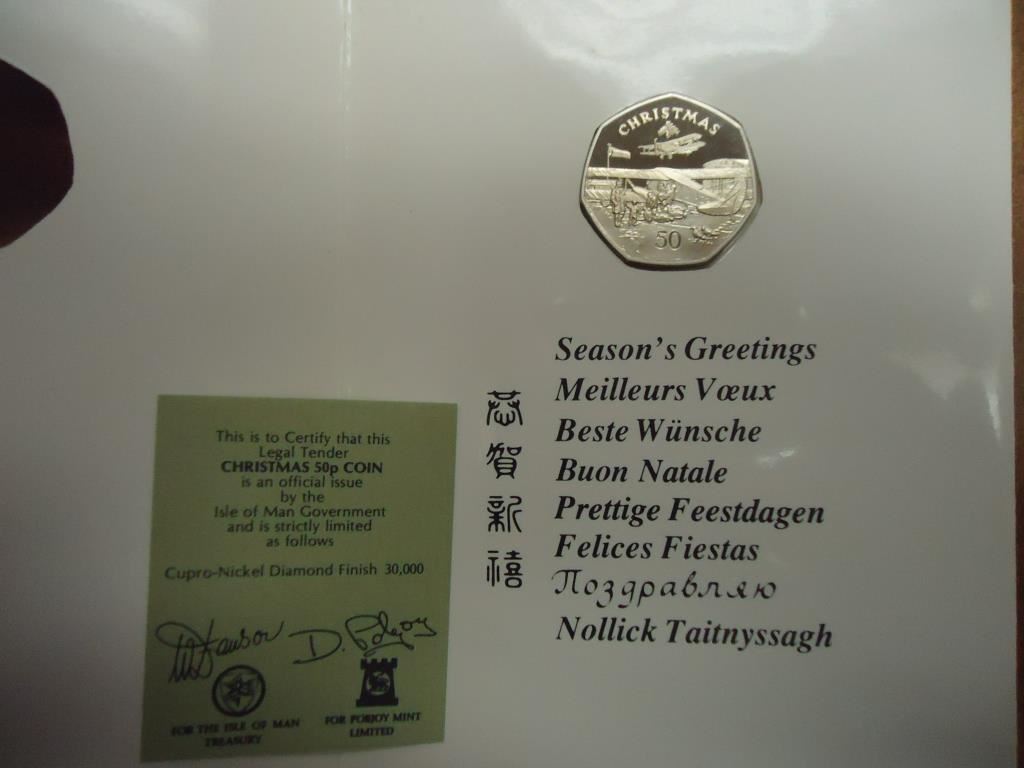 CHRISTMAS
50
This is to Certify that this
Legal Tender
CHRISTMAS 50p COIN
is an official issue
by the
Isle of Man Government
and is strictly limited
as follows
Cupro-Nickel Diamond Finish 30,000
D. Pobjoy
FOR THE ISLE OF MAN
TREASURY
FOR POBJOY MINT
LIMITED
恭賀新禧
Season's Greetings
Meilleurs Vœux
Beste Wünsche
Buon Natale
Prettige Feestdagen
Felices Fiestas
Поздравляю
Nollick Taitnyssagh